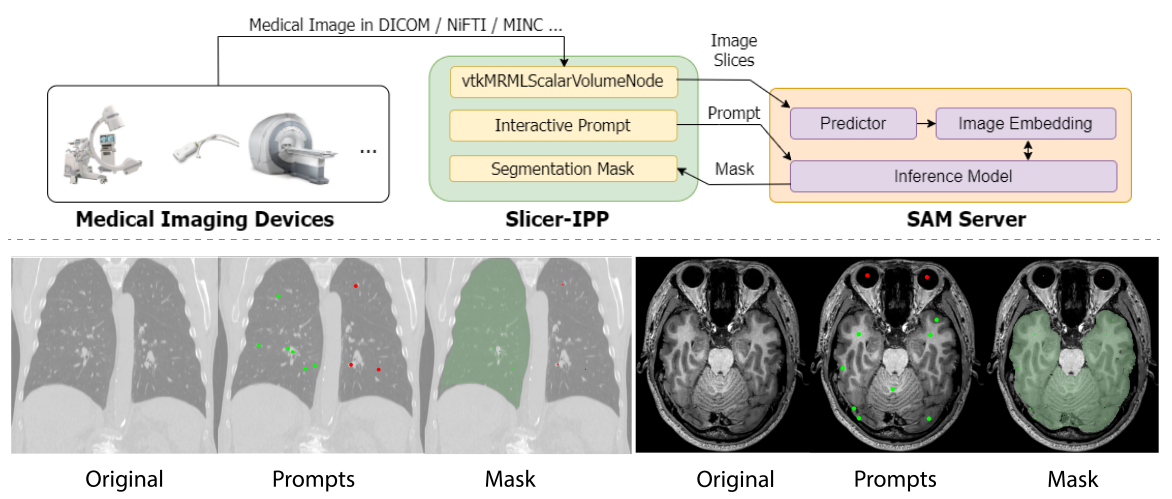 Medical Image in DICOM / NiFTI / MINC ...
Image
Slices
vtkMRMLScalarVolumeNode
Interactive Prompt
Prompt
Predictor
Image Embedding
Segmentation Mask
Mask
Inference Model
...
Medical Imaging Devices
Slicer-IPP
SAM Server
Original
Prompts
Mask
Original
Prompts
Mask